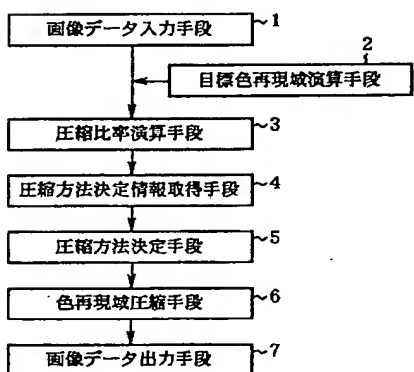 画像データ入力手段 ~1
2
目標色再現域演算手段
圧縮比率演算手段 ~3
圧縮方法決定情報取得手段 ~4
圧縮方法決定手段 ~5
色再現域圧縮手段 ~6
画像データ出力手段 ~7